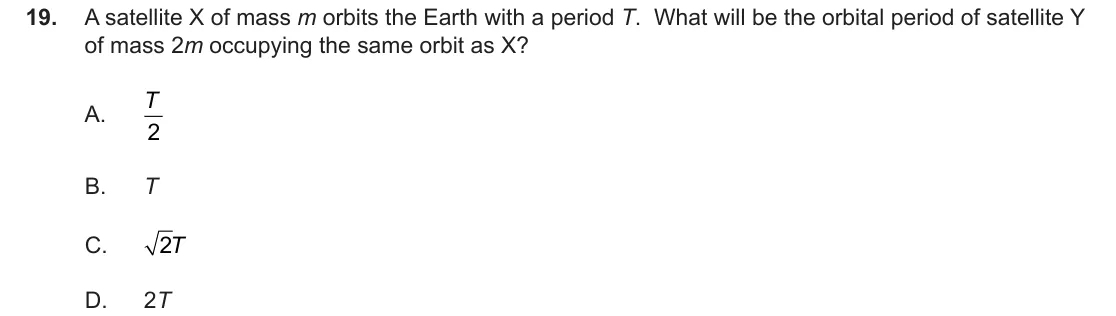 19. A satellite X of mass m orbits the Earth with a period T. What will be the orbital period of satellite Y
of mass 2m occupying the same orbit as X?
A. T/2
B. T
C. √2T
D. 2T